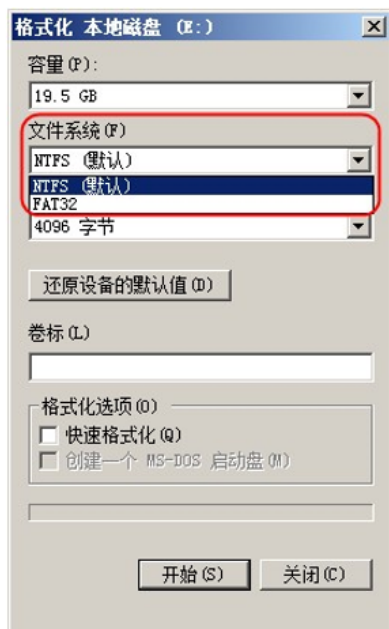 格式化 本地磁盘 (E:)
容量(P):
19.5 GB
文件系统(F)
NTFS (默认)
NTFS (默认)
FAT32
4096 字节
还原设备的默认值(D)
卷标(L)
格式化选项(O)
快速格式化(Q)
创建一个 MS-DOS 启动盘(M)
开始(S)
关闭(C)